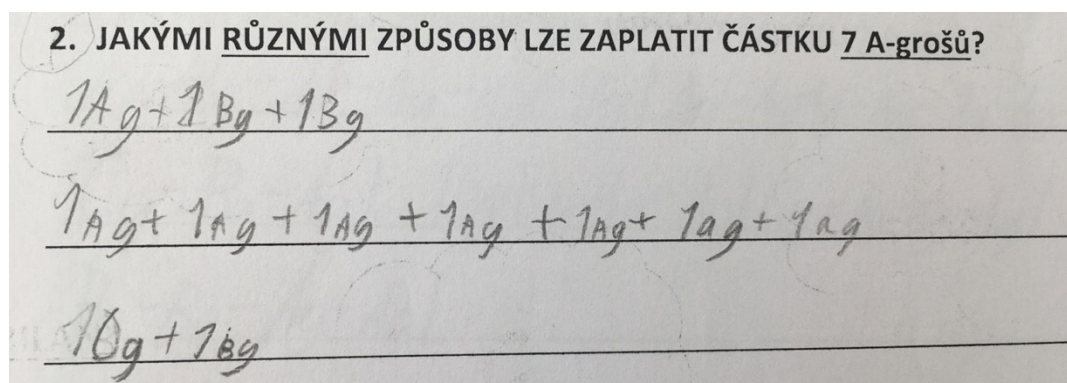 2. JAKÝMI RŮZNÝMI ZPŮSOBY LZE ZAPLATIT ČÁSTKU 7 A-grošů?
1Ag+1Bg+1Bg
1Ag+1Ag+1Ag+1Ag+1Ag+1ag+1ag
+1Bg